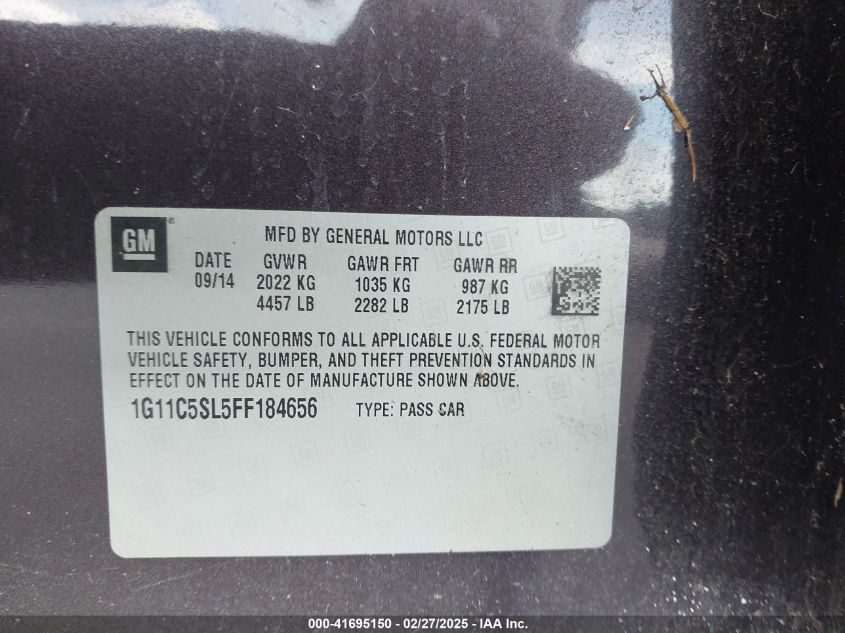 GM®
MFD BY GENERAL MOTORS LLC
DATE GVWR GAWR FRT GAWR RR
09/14 2022 KG 1035 KG 987 KG
4457 LB 2282 LB 2175 LB
THIS VEHICLE CONFORMS TO ALL APPLICABLE U.S. FEDERAL MOTOR
VEHICLE SAFETY, BUMPER, AND THEFT PREVENTION STANDARDS IN
EFFECT ON THE DATE OF MANUFACTURE SHOWN ABOVE.
1G11C5SL5FF184656 TYPE: PASS CAR
000-41695150 - 02/27/2025 - IAA Inc.